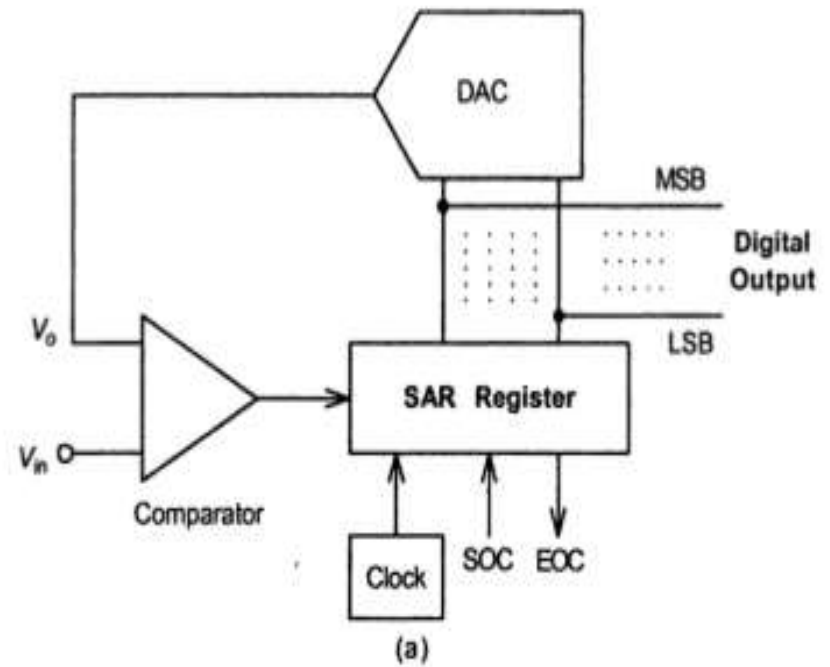 DAC
MSB
Digital
Output
LSB
Vo
SAR Register
Vin
Comparator
Clock
SOC
EOC
(a)